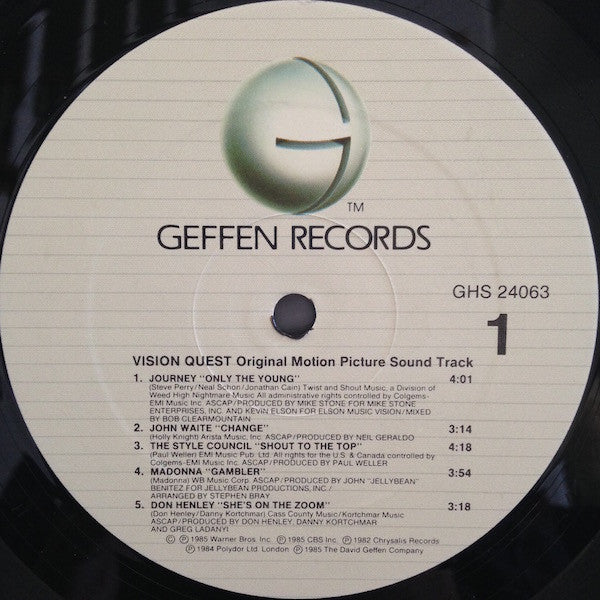 TM
GEFFEN RECORDS
GHS 24063
1
VISION QUEST Original Motion Picture Sound Track
1. JOURNEY "ONLY THE YOUNG" 4:01
(Steve Perry/Neal Schon/Jonathan Cain) Twist and Shout Music, a Division of
Weed High Nightmare Music All administrative rights controlled by Colgems-
EMI Music Inc. ASCAP/PRODUCED BY MIKE STONE FOR MIKE STONE
ENTERPRISES, INC. AND KEVIN ELSON FOR ELSON MUSIC VISION/MIXED
BY BOB CLEARMOUNTAIN
2. JOHN WAITE "CHANGE" 3:14
(Holly Knight) Arista Music, Inc. ASCAP/PRODUCED BY NEIL GERALDO
3. THE STYLE COUNCIL "SHOUT TO THE TOP" 4:18
(Paul Weller) EMI Music Pub. Ltd. All rights for the U.S. & Canada controlled by
Colgems-EMI Music Inc. ASCAP/PRODUCED BY PAUL WELLER
4. MADONNA "GAMBLER" 3:54
(Madonna) WB Music Corp. ASCAP/PRODUCED BY JOHN "JELLYBEAN"
BENITEZ FOR JELLYBEAN PRODUCTIONS, INC./
ARRANGED BY STEPHEN BRAY
5. DON HENLEY "SHE'S ON THE ZOOM" 3:18
(Don Henley/Danny Kortchmar) Cass County Music/Kortchmar Music
ASCAP/PRODUCED BY DON HENLEY, DANNY KORTCHMAR
AND GREG LADANYI
© ℗ 1985 Warner Bros. Inc. ℗ 1985 CBS Inc. ℗ 1982 Chrysalis Records
℗ 1984 Polydor Ltd. London ℗ 1985 The David Geffen Company